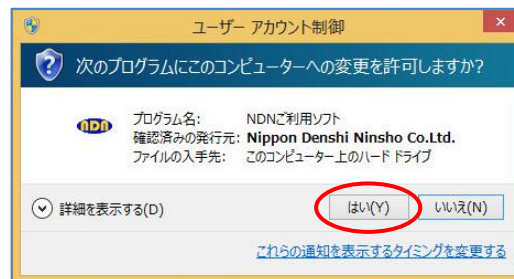 ユーザー アカウント制御
次のプログラムにこのコンピューターへの変更を許可しますか?
NDN
プログラム名: NDNご利用ソフト
確認済みの発行元: Nippon Denshi Ninsho Co.Ltd.
ファイルの入手先: このコンピューター上のハード ドライブ
詳細を表示する(D)
はい(Y)
いいえ(N)
これらの通知を表示するタイミングを変更する